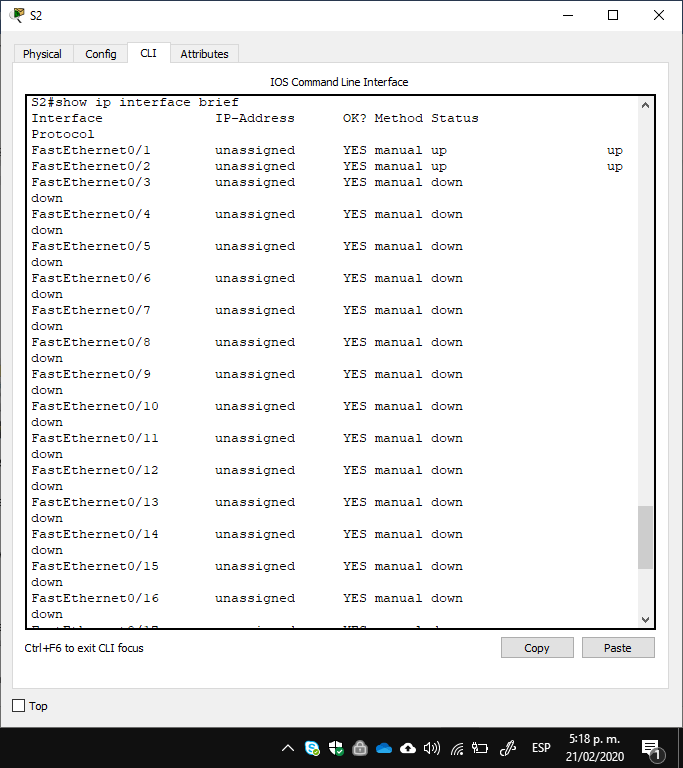 S2
Physical Config CLI Attributes
IOS Command Line Interface
S2#show ip interface brief
Interface IP-Address OK? Method Status
Protocol
FastEthernet0/1 unassigned YES manual up up
FastEthernet0/2 unassigned YES manual up up
FastEthernet0/3 unassigned YES manual down
down
FastEthernet0/4 unassigned YES manual down
down
FastEthernet0/5 unassigned YES manual down
down
FastEthernet0/6 unassigned YES manual down
down
FastEthernet0/7 unassigned YES manual down
down
FastEthernet0/8 unassigned YES manual down
down
FastEthernet0/9 unassigned YES manual down
down
FastEthernet0/10 unassigned YES manual down
down
FastEthernet0/11 unassigned YES manual down
down
FastEthernet0/12 unassigned YES manual down
down
FastEthernet0/13 unassigned YES manual down
down
FastEthernet0/14 unassigned YES manual down
down
FastEthernet0/15 unassigned YES manual down
down
FastEthernet0/16 unassigned YES manual down
down
Ctrl+F6 to exit CLI focus
Copy Paste
Top
ESP
5:18 p. m.
21/02/2020
1